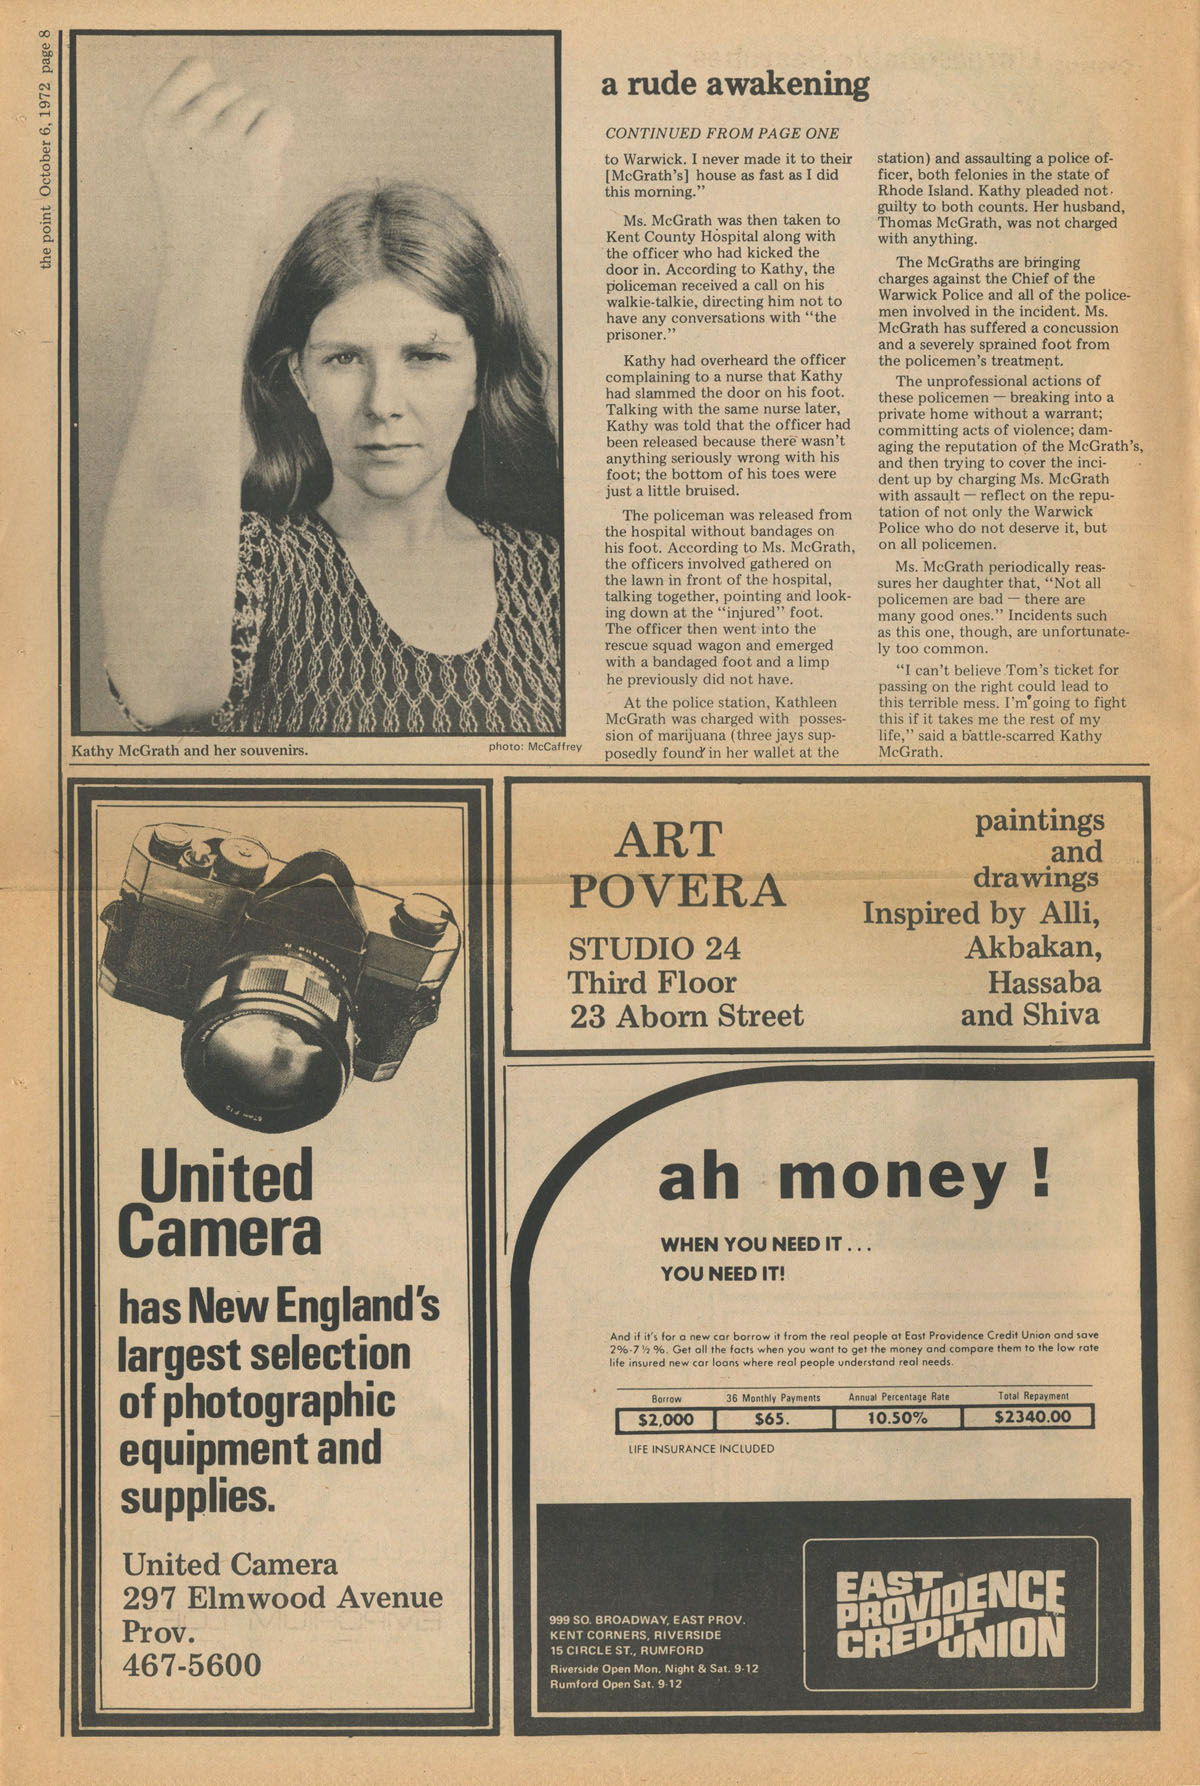 the point October 6, 1972 page 8
a rude awakening
CONTINUED FROM PAGE ONE
to Warwick. I never made it to their
[McGrath's] house as fast as I did
this morning."
Ms. McGrath was then taken to
Kent County Hospital along with
the officer who had kicked the
door in. According to Kathy, the
policeman received a call on his
walkie-talkie, directing him not to
have any conversations with "the
prisoner."
Kathy had overheard the officer
complaining to a nurse that Kathy
had slammed the door on his foot.
Talking with the same nurse later,
Kathy was told that the officer had
been released because there wasn't
anything seriously wrong with his
foot; the bottom of his toes were
just a little bruised.
The policeman was released from
the hospital without bandages on
his foot. According to Ms. McGrath,
the officers involved gathered on
the lawn in front of the hospital,
talking together, pointing and look-
ing down at the "injured" foot.
The officer then went into the
rescue squad wagon and emerged
with a bandaged foot and a limp
he previously did not have.
At the police station, Kathleen
McGrath was charged with posses-
sion of marijuana (three jays sup-
posedly found in her wallet at the
station) and assaulting a police of-
ficer, both felonies in the state of
Rhode Island. Kathy pleaded not
guilty to both counts. Her husband,
Thomas McGrath, was not charged
with anything.
The McGraths are bringing
charges against the Chief of the
Warwick Police and all of the police-
men involved in the incident. Ms.
McGrath has suffered a concussion
and a severely sprained foot from
the policemen's treatment.
The unprofessional actions of
these policemen — breaking into a
private home without a warrant;
committing acts of violence; dam-
aging the reputation of the McGrath's,
and then trying to cover the inci-
dent up by charging Ms. McGrath
with assault — reflect on the repu-
tation of not only the Warwick
Police who do not deserve it, but
on all policemen.
Ms. McGrath periodically reas-
sures her daughter that, "Not all
policemen are bad — there are
many good ones." Incidents such
as this one, though, are unfortunate-
ly too common.
"I can't believe Tom's ticket for
passing on the right could lead to
this terrible mess. I'm going to fight
this if it takes me the rest of my
life," said a battle-scarred Kathy
McGrath.
Kathy McGrath and her souvenirs.
photo: McCaffrey
United
Camera
has New England's
largest selection
of photographic
equipment and
supplies.
United Camera
297 Elmwood Avenue
Prov.
467-5600
ART
POVERA
STUDIO 24
Third Floor
23 Aborn Street
paintings
and
drawings
Inspired by Alli,
Akbakan,
Hassaba
and Shiva
ah money !
WHEN YOU NEED IT . . .
YOU NEED IT!
And if it's for a new car borrow it from the real people at East Providence Credit Union and save
2%-7 ½ %. Get all the facts when you want to get the money and compare them to the low rate
life insured new car loans where real people understand real needs.
Borrow 36 Monthly Payments Annual Percentage Rate Total Repayment
$2,000 $65. 10.50% $2340.00
LIFE INSURANCE INCLUDED
999 SO. BROADWAY, EAST PROV.
KENT CORNERS, RIVERSIDE
15 CIRCLE ST., RUMFORD
Riverside Open Mon. Night & Sat. 9-12
Rumford Open Sat. 9-12
EAST
PROVIDENCE
CREDIT
UNION